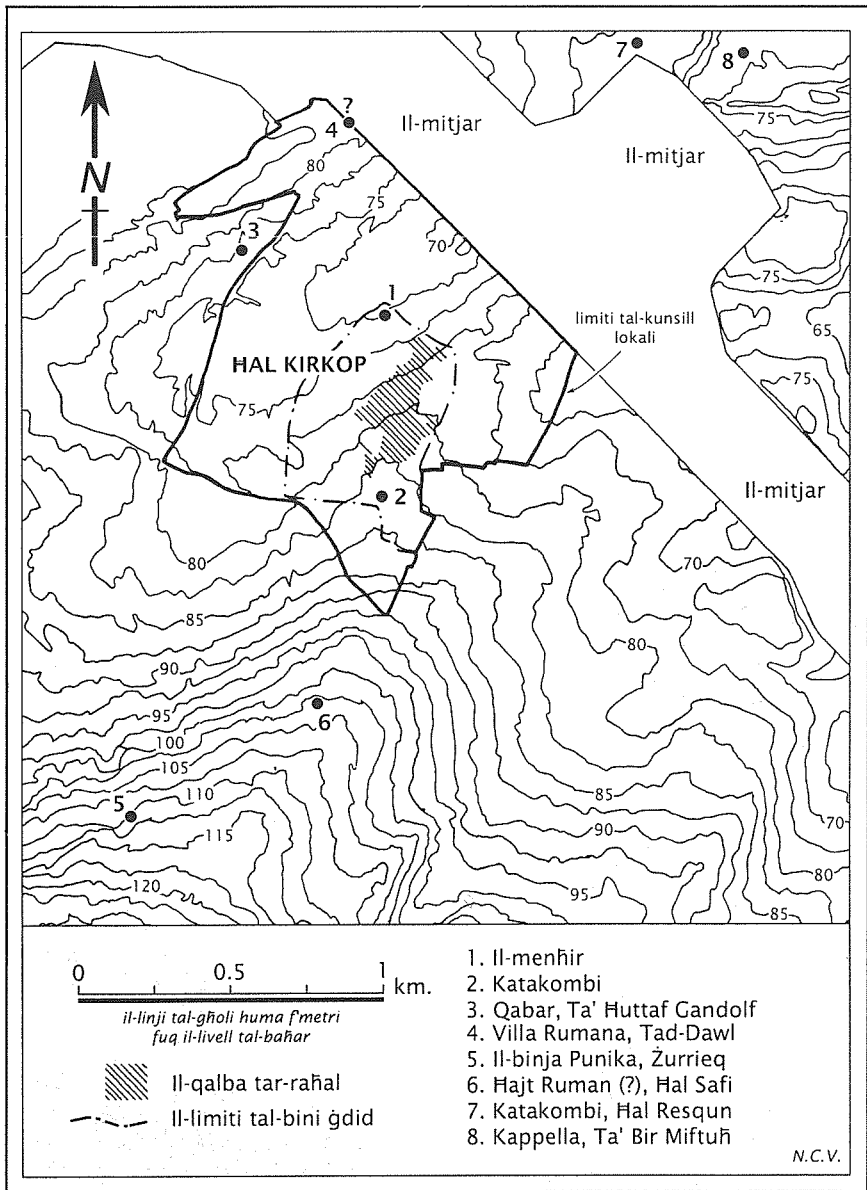 7
8
?
4
Il-mitjar
75
Il-mitjar
N
80
3
75
70
1
75
limiti tal-kunsill
lokali
65
ĦAL KIRKOP
75
75
Il-mitjar
2
80
70
85
80
90
95
6
100
105
85
5
110
90
70
115
80
120
95
85
0 0.5 1 km.
il-linji tal-għoli huma f'metri
fuq il-livell tal-baħar
Il-qalba tar-raħal
Il-limiti tal-bini ġdid
1. Il-menħir
2. Katakombi
3. Qabar, Ta' Ħuttaf Gandolf
4. Villa Rumana, Tad-Dawl
5. Il-binja Punika, Żurrieq
6. Ħajt Ruman (?), Ħal Safi
7. Katakombi, Ħal Resqun
8. Kappella, Ta' Bir Miftuħ
N.C.V.